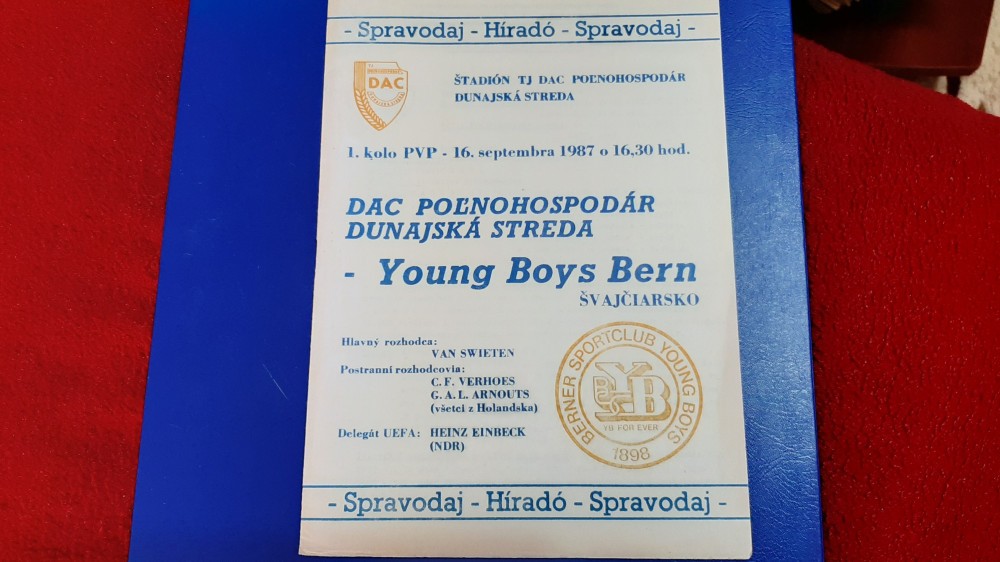 - Spravodaj - Híradó - Spravodaj -
DAC
ŠTADIÓN TJ DAC POĽNOHOSPODÁR
DUNAJSKÁ STREDA
1. kolo PVP - 16. septembra 1987 o 16,30 hod.
DAC POĽNOHOSPODÁR
DUNAJSKÁ STREDA
- Young Boys Bern
ŠVAJČIARSKO
Hlavný rozhodca:
VAN SWIETEN
Postranní rozhodcovia:
C. F. VERHOES
G. A. L. ARNOUTS
(všetci z Holandska)
Delegát UEFA: HEINZ EINBECK
(NDR)
BERNER SPORTCLUB YOUNG BOYS
YB
YB FOR EVER
1898
- Spravodaj - Híradó - Spravodaj -